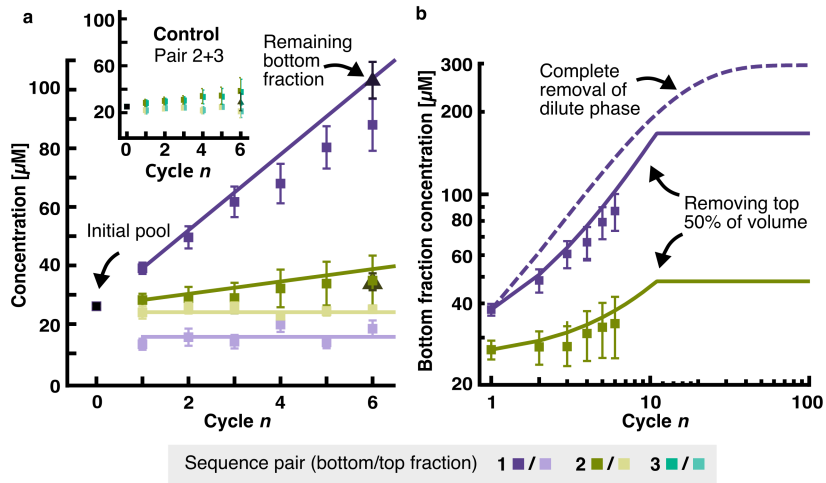 a
Control
Pair 2+3
100
60
20
0
1
2
3
4
5
6
Cycle n
Remaining
bottom
fraction
Initial pool
Concentration [µM]
100
80
60
40
20
0
0
2
4
6
Cycle n
b
Complete
removal of
dilute phase
Removing top
50% of volume
Bottom fraction concentration [µM]
300
200
100
80
60
40
20
1
10
100
Cycle n
Sequence pair (bottom/top fraction) 1 / 2 / 3 /